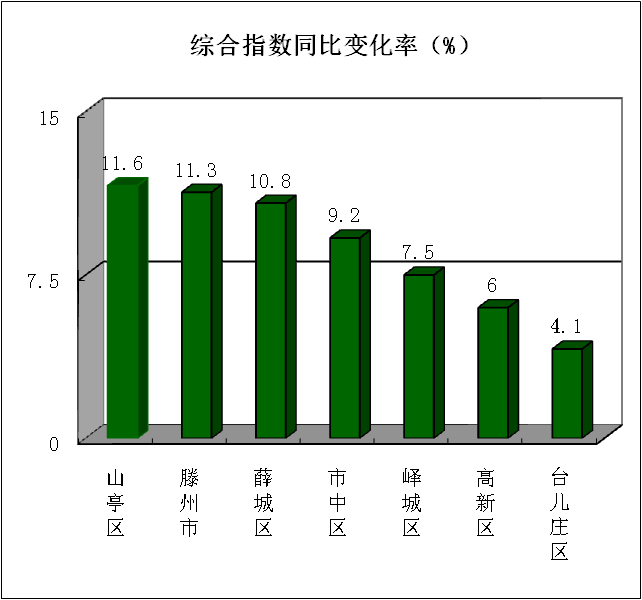 综合指数同比变化率（%）
15
7.5
0
11.6
11.3
10.8
9.2
7.5
6
4.1
山亭区
滕州市
薛城区
市中区
峄城区
高新区
台儿庄区